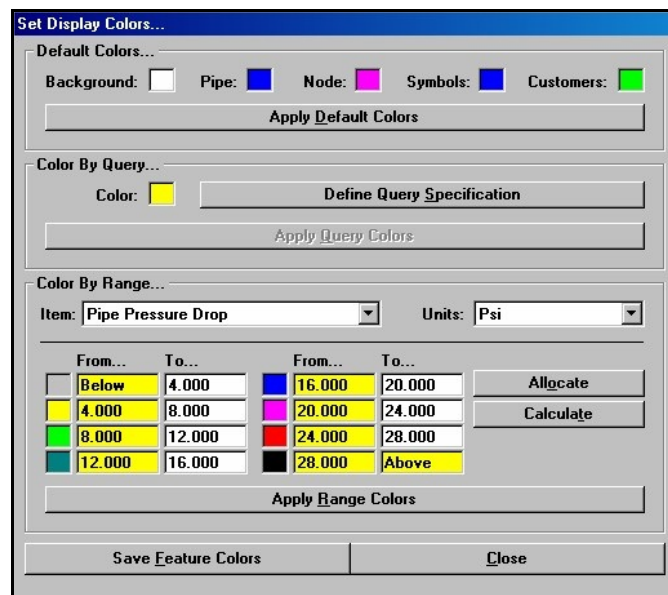 Set Display Colors...
Default Colors...
Background: Pipe: Node: Symbols: Customers:
Apply Default Colors
Color By Query...
Color: Define Query Specification
Apply Query Colors
Color By Range...
Item: Pipe Pressure Drop Units: Psi
From... To... From... To...
Below 4.000 16.000 20.000 Allocate
4.000 8.000 20.000 24.000 Calculate
8.000 12.000 24.000 28.000
12.000 16.000 28.000 Above
Apply Range Colors
Save Feature Colors Close